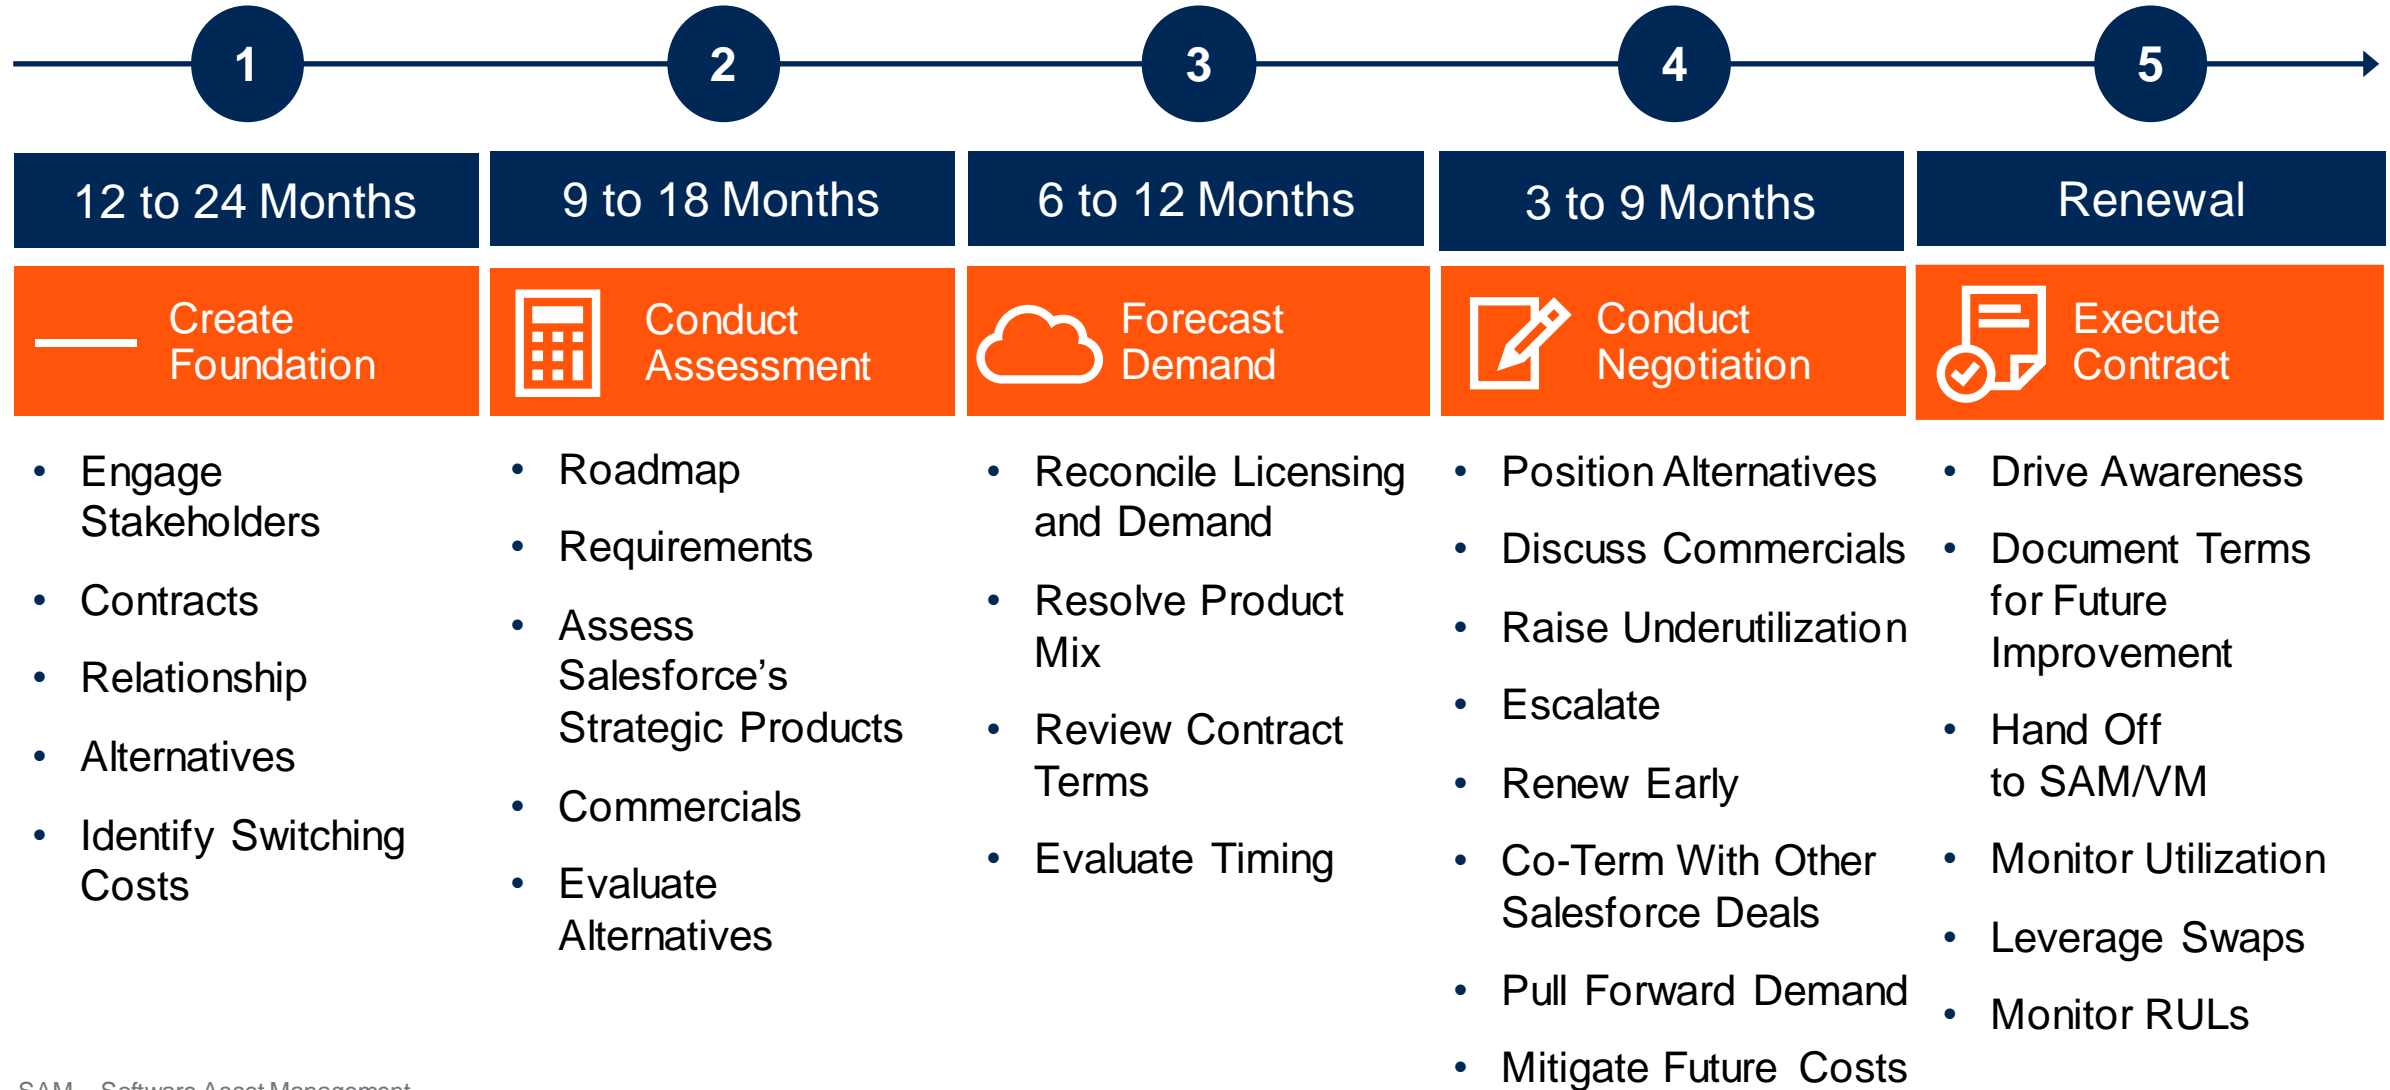 1
2
3
4
5
12 to 24 Months
9 to 18 Months
6 to 12 Months
3 to 9 Months
Renewal
Create
Foundation
Conduct
Assessment
Forecast
Demand
Conduct
Negotiation
Execute
Contract
• Engage
Stakeholders
• Contracts
• Relationship
• Alternatives
• Identify Switching
Costs
• Roadmap
• Requirements
• Assess
Salesforce’s
Strategic Products
• Commercials
• Evaluate
Alternatives
• Reconcile Licensing
and Demand
• Resolve Product
Mix
• Review Contract
Terms
• Evaluate Timing
• Position Alternatives
• Discuss Commercials
• Raise Underutilization
• Escalate
• Renew Early
• Co-Term With Other
Salesforce Deals
• Pull Forward Demand
• Mitigate Future Costs
• Drive Awareness
• Document Terms
for Future
Improvement
• Hand Off
to SAM/VM
• Monitor Utilization
• Leverage Swaps
• Monitor RULs
SAM – Software Asset Management